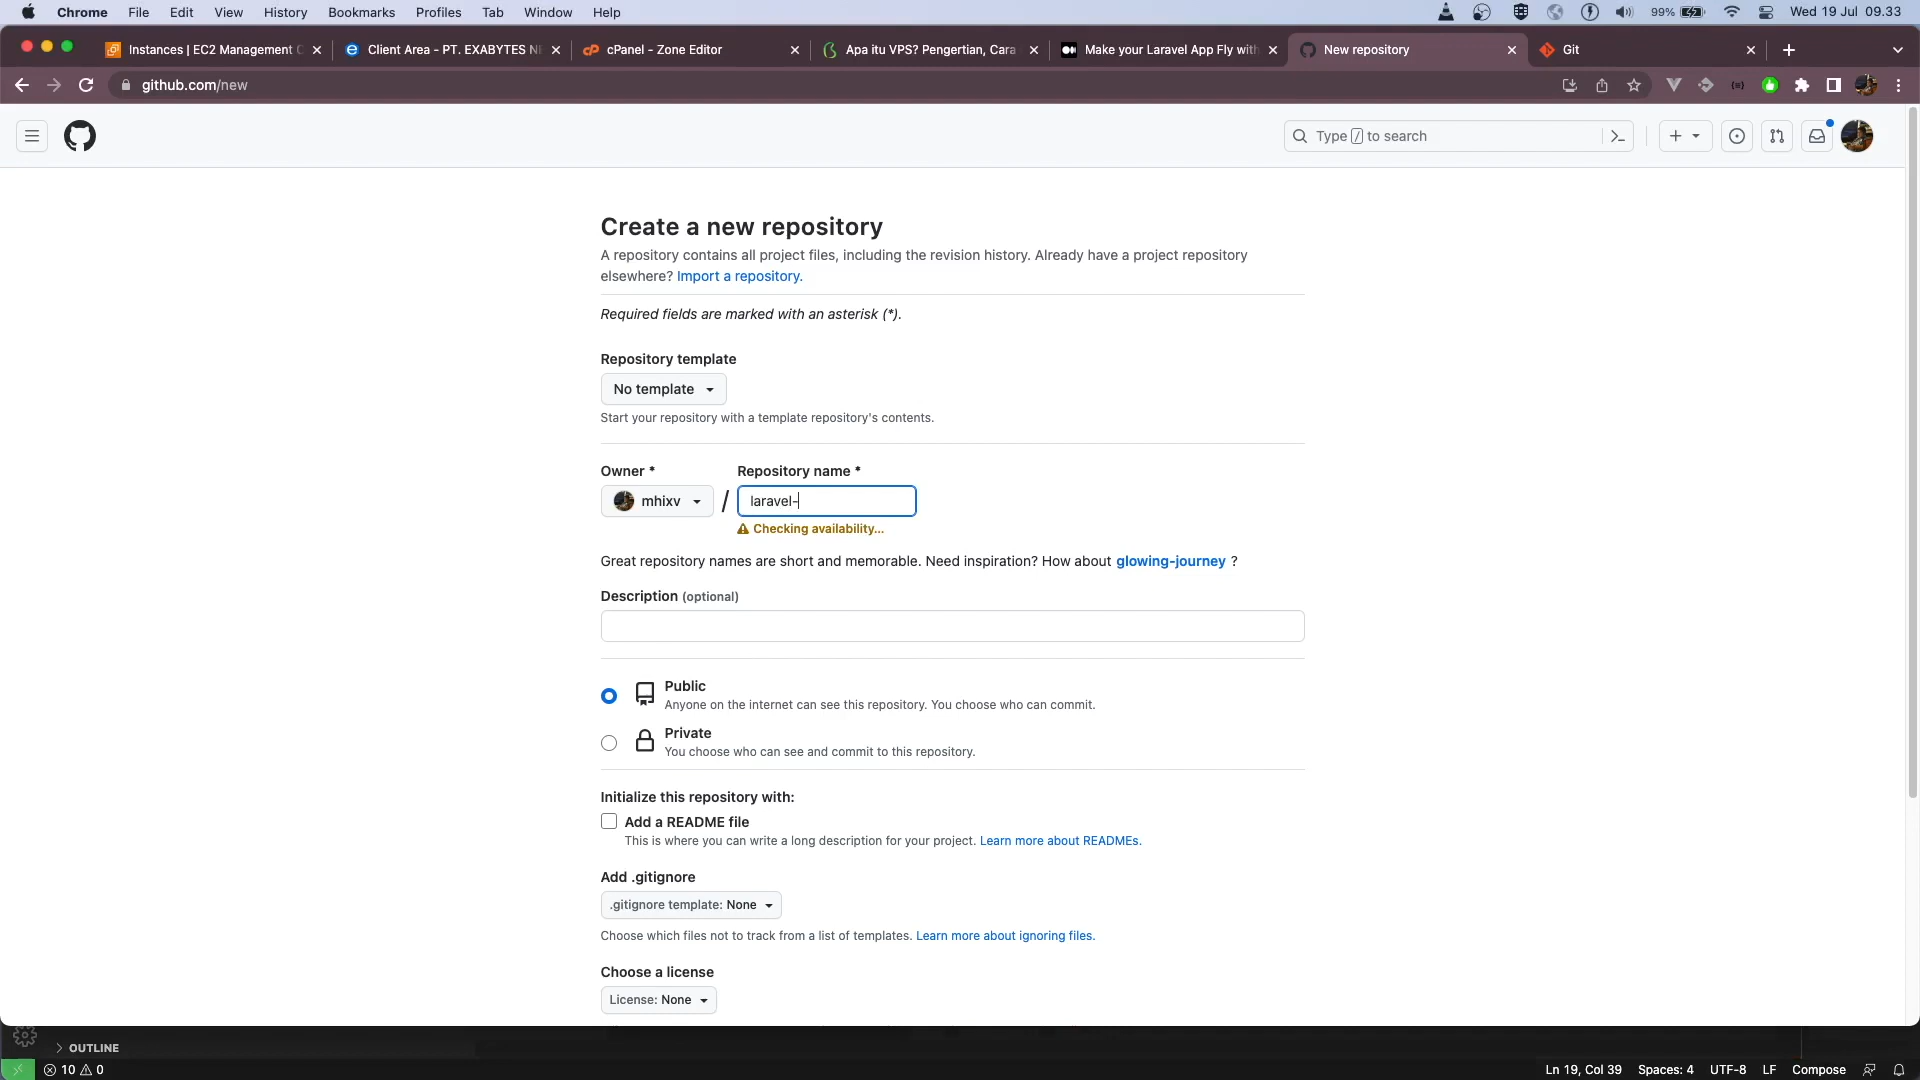 Chrome File Edit View History Bookmarks Profiles Tab Window Help 99% Wed 19 Jul 09.33
Instances | EC2 Management C Client Area - PT. EXABYTES NE cPanel - Zone Editor Apa itu VPS? Pengertian, Cara Make your Laravel App Fly with New repository Git
github.com/new
Type / to search
Create a new repository
A repository contains all project files, including the revision history. Already have a project repository
elsewhere? Import a repository.
Required fields are marked with an asterisk (*).
Repository template
No template
Start your repository with a template repository's contents.
Owner * Repository name *
mhixv / laravel-
Checking availability...
Great repository names are short and memorable. Need inspiration? How about glowing-journey ?
Description (optional)
Public
Anyone on the internet can see this repository. You choose who can commit.
Private
You choose who can see and commit to this repository.
Initialize this repository with:
Add a README file
This is where you can write a long description for your project. Learn more about READMEs.
Add .gitignore
.gitignore template: None
Choose which files not to track from a list of templates. Learn more about ignoring files.
Choose a license
License: None
OUTLINE
10 0 Ln 19, Col 39 Spaces: 4 UTF-8 LF Compose